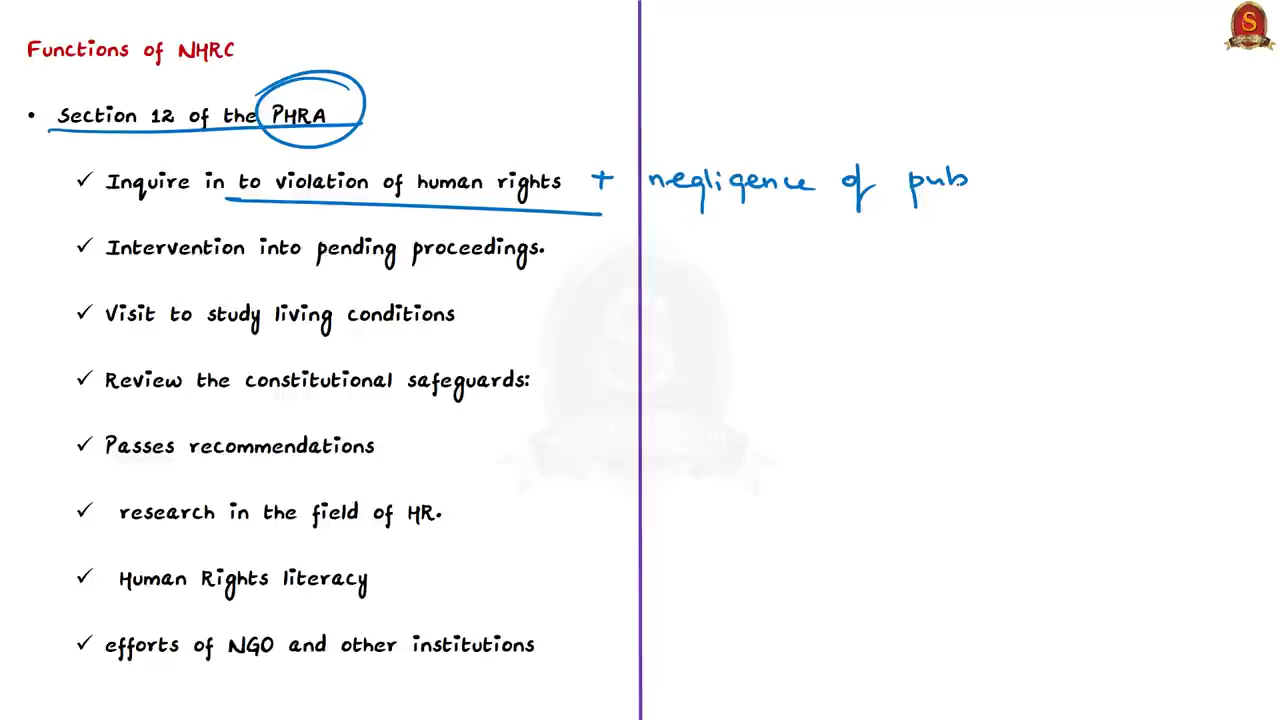 Functions of NHRC
• Section 12 of the PHRA
✓ Inquire in to violation of human rights + negligence of pub
✓ Intervention into pending proceedings.
✓ Visit to study living conditions
✓ Review the constitutional safeguards:
✓ Passes recommendations
✓ research in the field of HR.
✓ Human Rights literacy
✓ efforts of NGO and other institutions
S